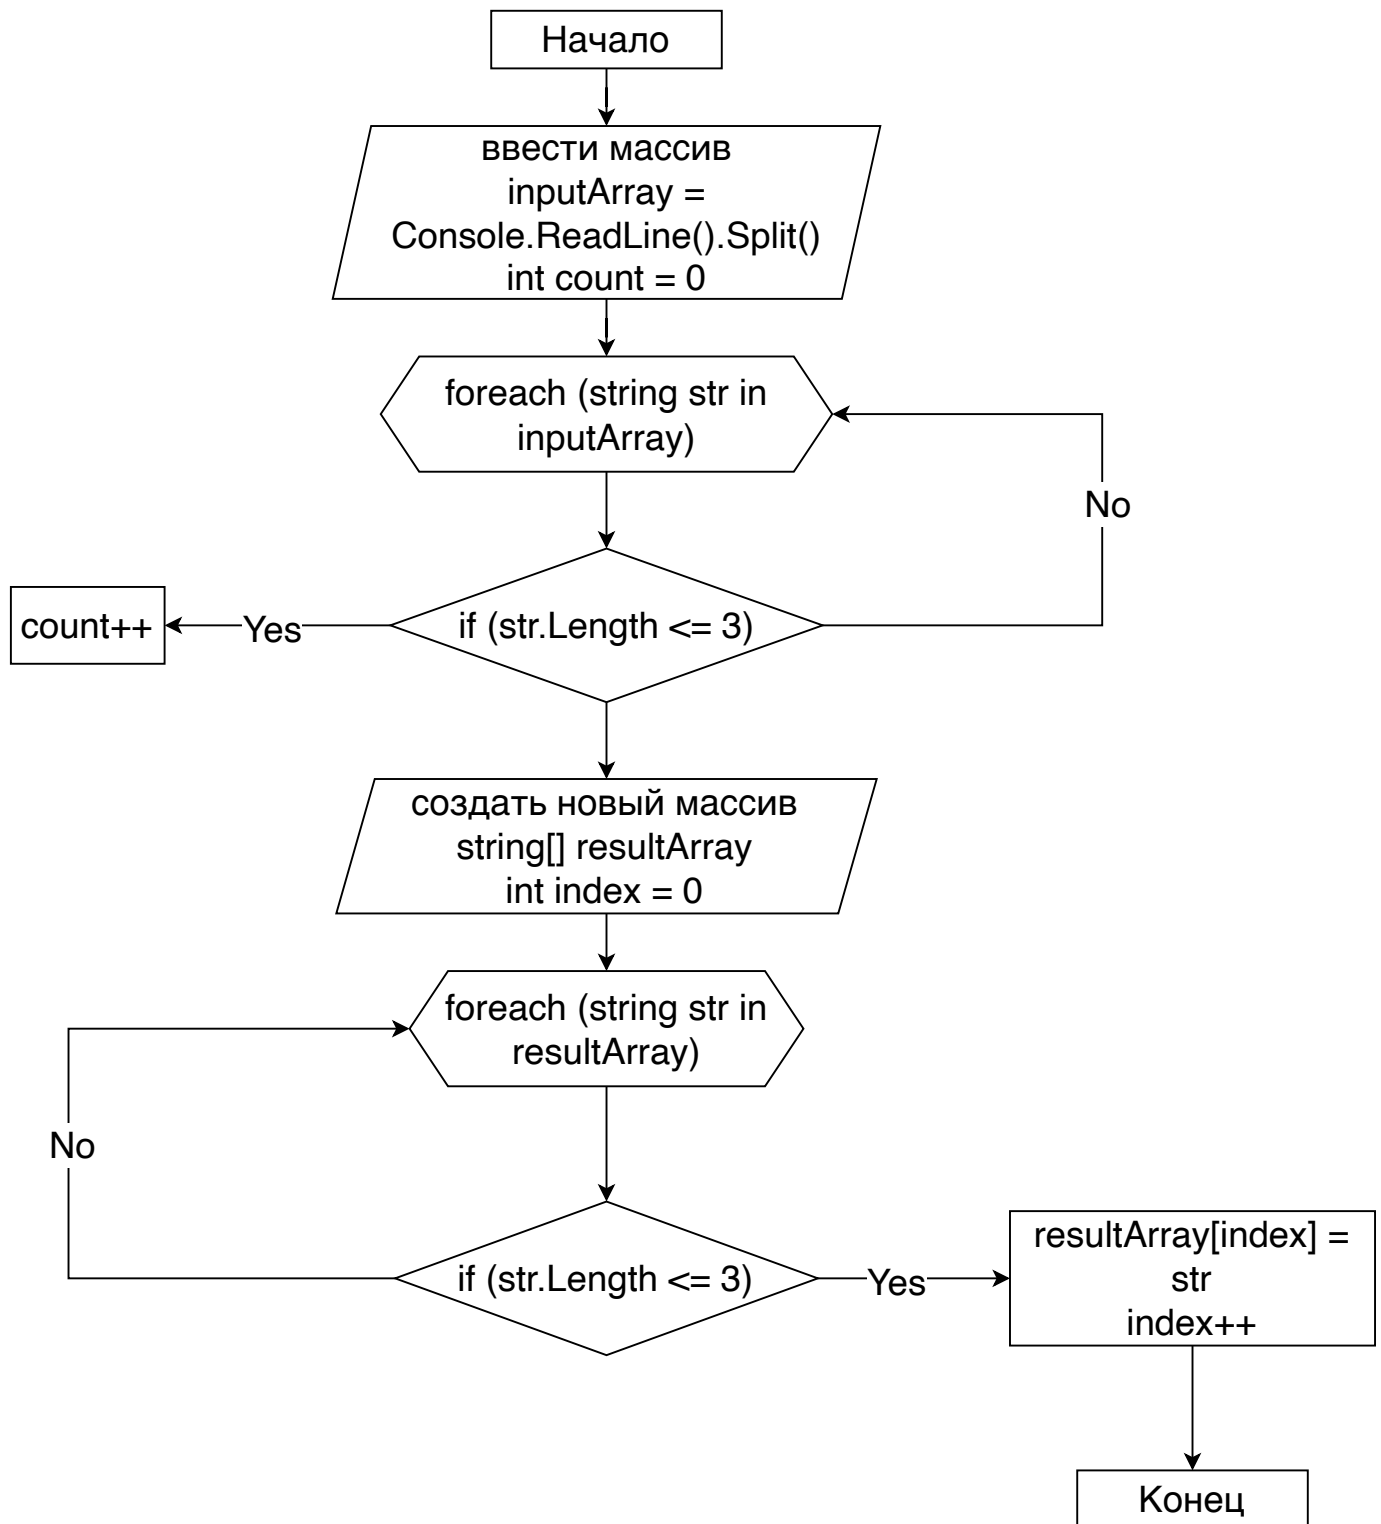 Начало
ввести массив
inputArray =
Console.ReadLine().Split()
int count = 0
foreach (string str in
inputArray)
No
count++
Yes
if (str.Length <= 3)
создать новый массив
string[] resultArray
int index = 0
foreach (string str in
resultArray)
No
if (str.Length <= 3)
Yes
resultArray[index] =
str
index++
Конец